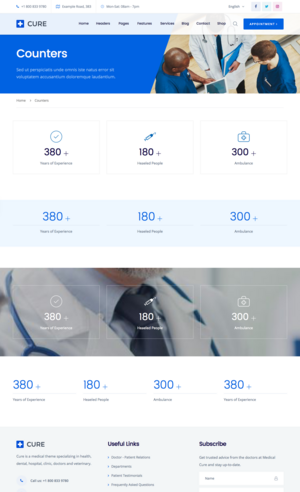 +1 800 833 9780
Example Road, 264
Mon-Sat: 10am - 7pm
English
CURE
Home Headers Pages Features Services Blog Contact Shop
APPOINTMENT
Counters
Sed ut perspiciatis unde omnis iste natus error sit
voluptatem accusantium doloremque laudantium.
Home > Counters
380 + 180 + 300 +
Years of Experience Healed People Ambulance
380 + 180 + 300 +
Years of Experience Healed People Ambulance
380 + 180 + 300 +
Years of Experience Healed People Ambulance
380 + 180 + 300 + 380 +
Years of Experience Healed People Ambulance Years of Experience
CURE
Cure is a medical theme specializing in health,
dental, hospital, clinic, doctors and veterinary.
Call us: +1 800 833 9780
Useful Links
Doctor - Patient Relations
Departments
Patient Testimonials
Frequently Asked Questions
Subscribe
Get trusted advice from the doctors at Medical
Cure and stay up-to-date.
Name